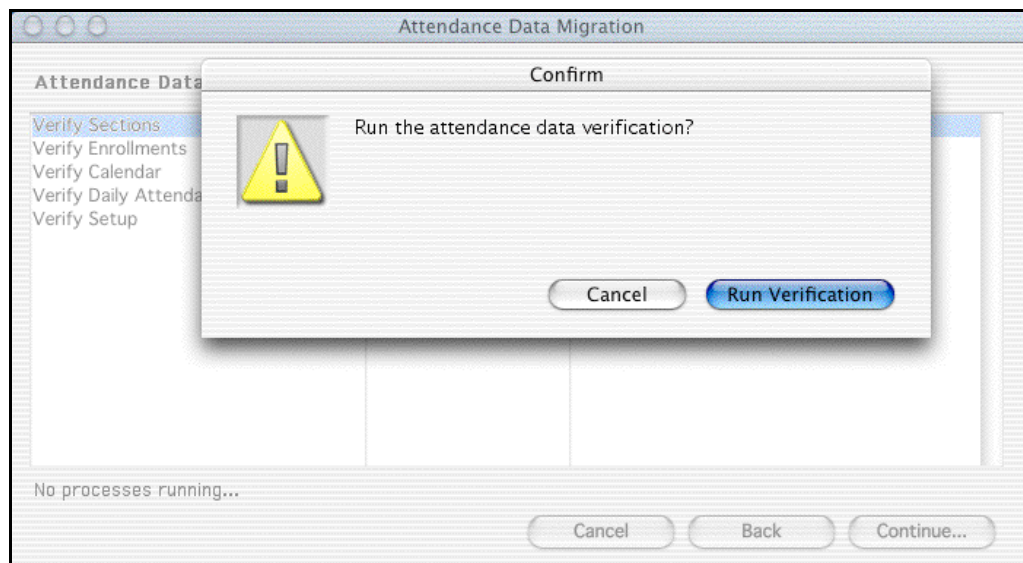 Attendance Data Migration
Confirm
Attendance Data
Run the attendance data verification?
Verify Sections
Verify Enrollments
Verify Calendar
Verify Daily Attenda
Verify Setup
Cancel Run Verification
No processes running...
Cancel Back Continue...